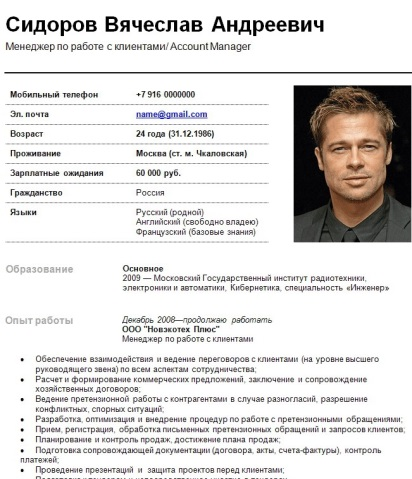 Сидоров Вячеслав Андреевич
Менеджер по работе с клиентами/ Account Manager
Мобильный телефон +7 916 0000000
Эл. почта name@gmail.com
Возраст 24 года (31.12.1986)
Проживание Москва (ст. м. Чкаловская)
Зарплатные ожидания 60 000 руб.
Гражданство Россия
Языки Русский (родной)
Английский (свободно владею)
Французский (базовые знания)
Образование Основное
2009 — Московский Государственный институт радиотехники,
электроники и автоматики, Кибернетика, специальность «Инженер»
Опыт работы Декабрь 2008—продолжаю работать
ООО "Новэкотех Плюс"
Менеджер по работе с клиентами
• Обеспечение взаимодействия и ведение переговоров с клиентами (на уровне высшего
руководящего звена) по всем аспектам сотрудничества;
• Расчет и формирование коммерческих предложений, заключение и сопровождение
хозяйственных договоров;
• Ведение претензионной работы с контрагентами в случае разногласий, разрешение
конфликтных, спорных ситуаций;
• Разработка, оптимизация и внедрение процедур по работе с претензионными обращениями;
• Прием, регистрация, обработка письменных претензионных обращений и запросов клиентов;
• Планирование и контроль продаж, достижение плана продаж;
• Подготовка сопровождающей документации (договора, акты, счета-фактуры), контроль
платежей;
• Проведение презентаций и защита проектов перед клиентами;